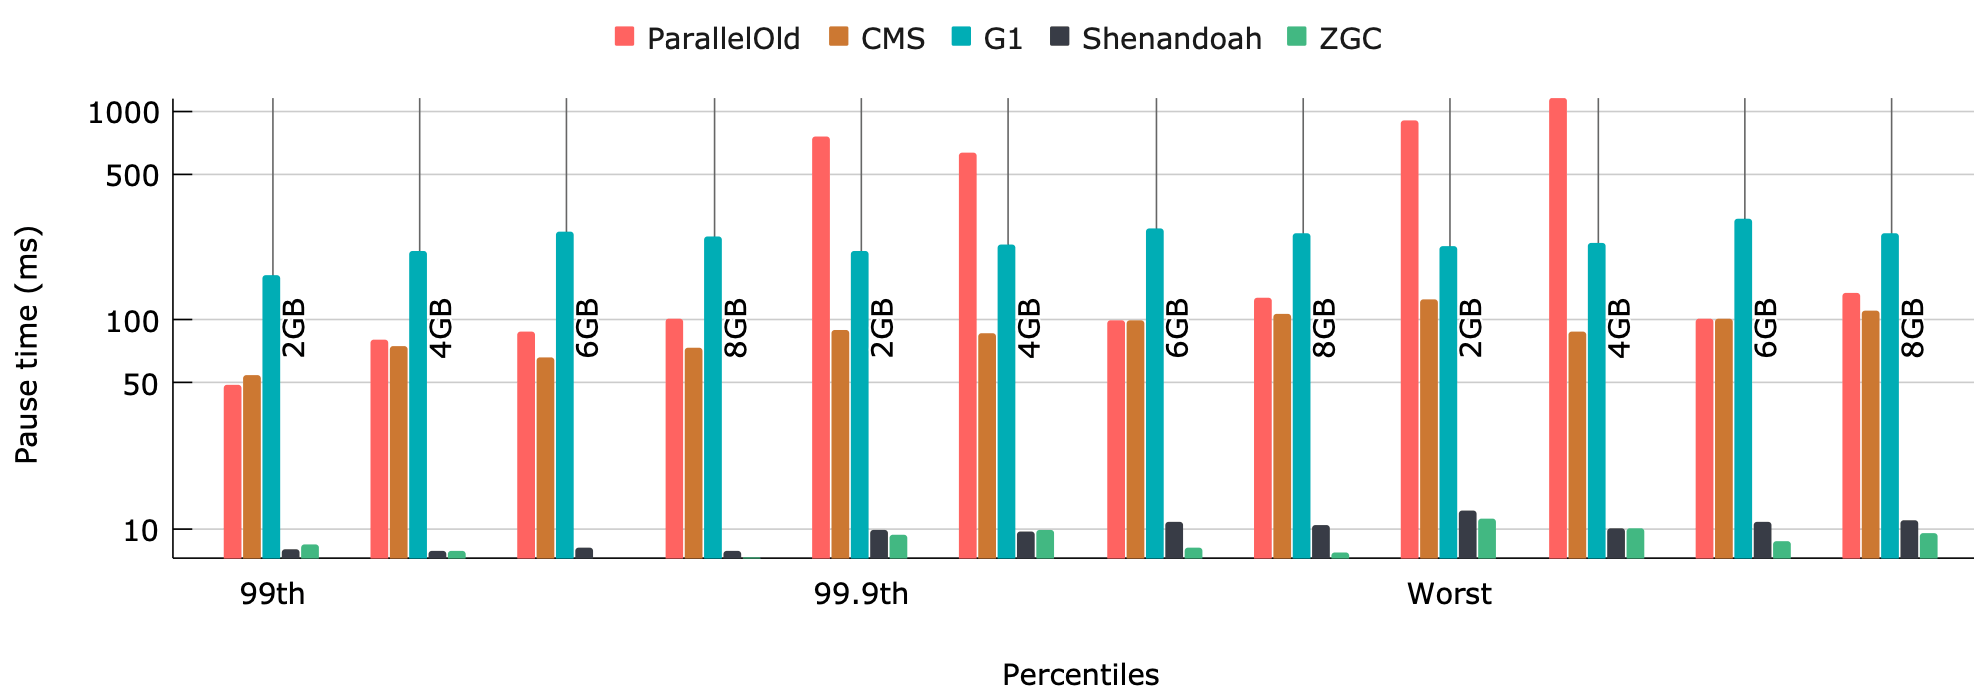 ParallelOld CMS G1 Shenandoah ZGC
Pause time (ms)
1000
500
100
50
10
2GB 4GB 6GB 8GB 2GB 4GB 6GB 8GB 2GB 4GB 6GB 8GB
99th 99.9th Worst
Percentiles